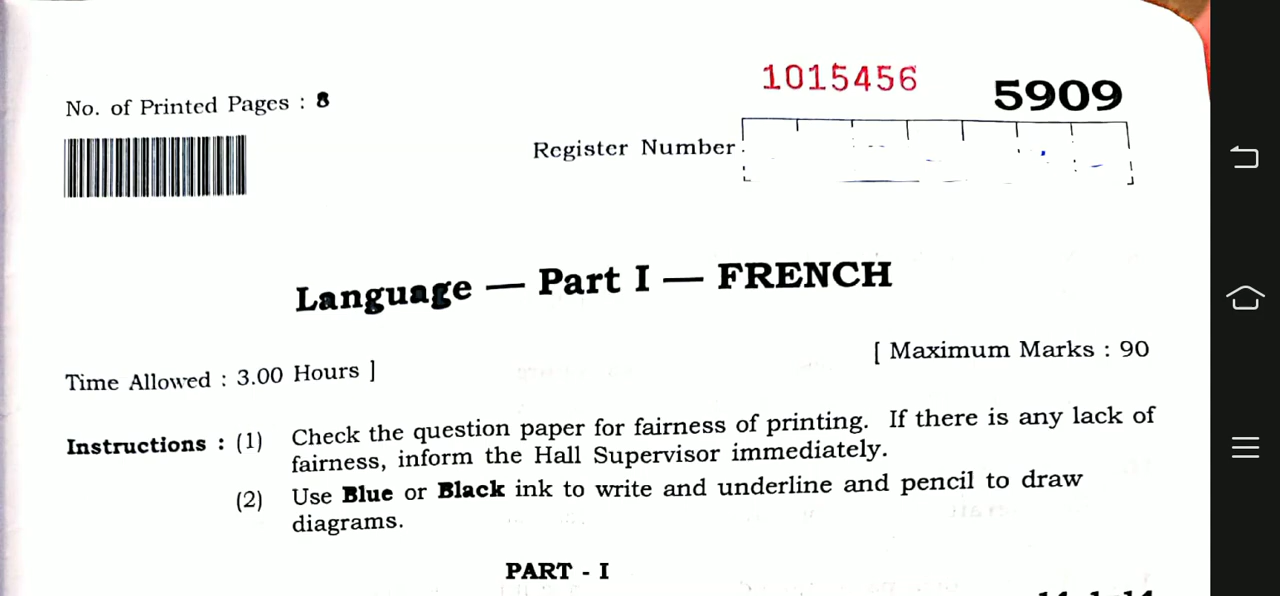 1015456
5909
No. of Printed Pages : 8
Register Number
Language — Part I — FRENCH
Time Allowed : 3.00 Hours ]
[ Maximum Marks : 90
Instructions : (1) Check the question paper for fairness of printing. If there is any lack of
fairness, inform the Hall Supervisor immediately.
(2) Use Blue or Black ink to write and underline and pencil to draw
diagrams.
PART - I